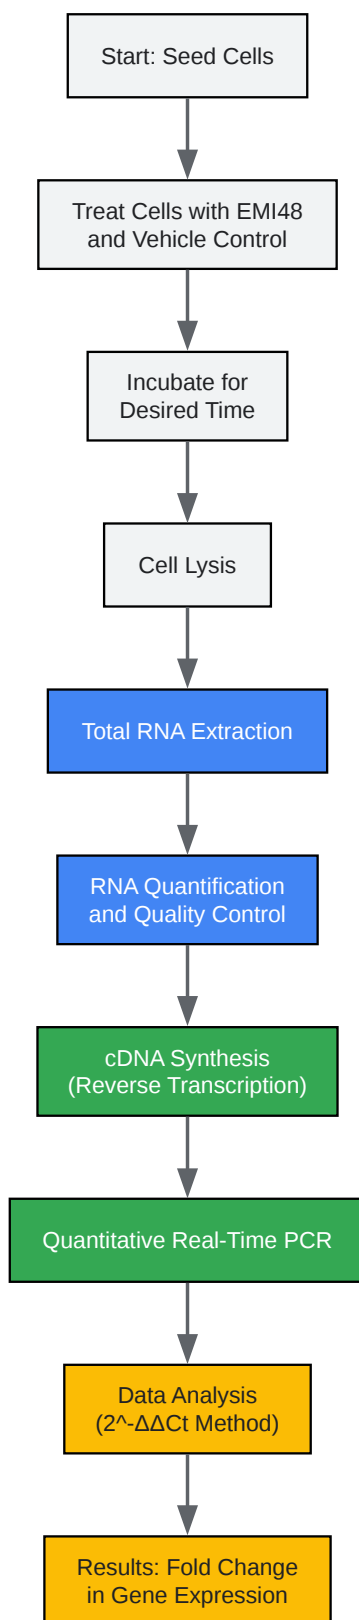 Start: Seed Cells
Treat Cells with EMI48
and Vehicle Control
Incubate for
Desired Time
Cell Lysis
Total RNA Extraction
RNA Quantification
and Quality Control
cDNA Synthesis
(Reverse Transcription)
Quantitative Real-Time PCR
Data Analysis
(2^-ΔΔCt Method)
Results: Fold Change
in Gene Expression